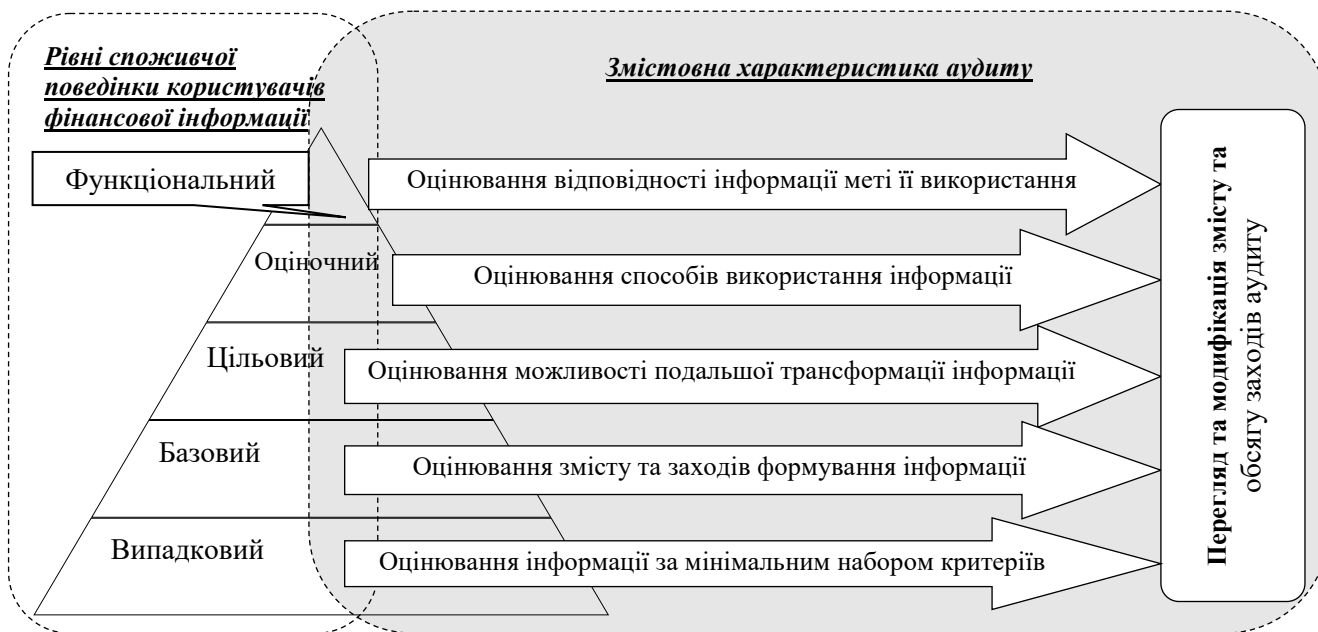 Рівні споживчої
поведінки користувачів
фінансової інформації
Змістовна характеристика аудиту
Функціональний
Оцінювання відповідності інформації меті її використання
Оціночний
Оцінювання способів використання інформації
Цільовий
Оцінювання можливості подальшої трансформації інформації
Базовий
Оцінювання змісту та заходів формування інформації
Випадковий
Оцінювання інформації за мінімальним набором критеріїв
Перегляд та модифікація змісту та
обсягу заходів аудиту